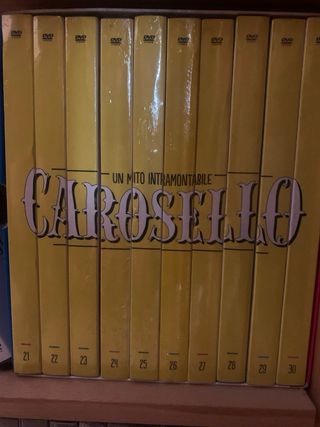 DVD DVD DVD DVD DVD DVD DVD DVD DVD
UN MITO INTRAMONTABILE
CAROSELLO
21 22 23 24 25 26 27 28 29 30